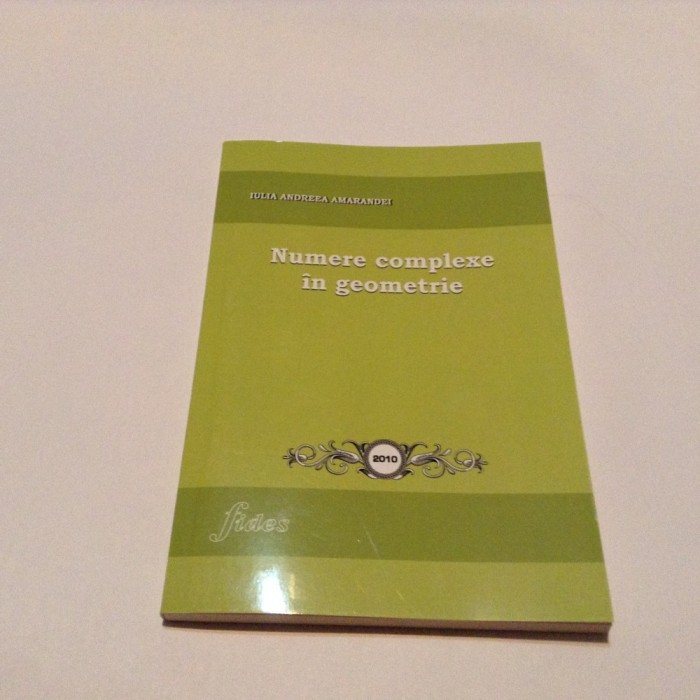 IULIA ANDREEA AMARANDEI
Numere complexe
în geometrie
2010
fides